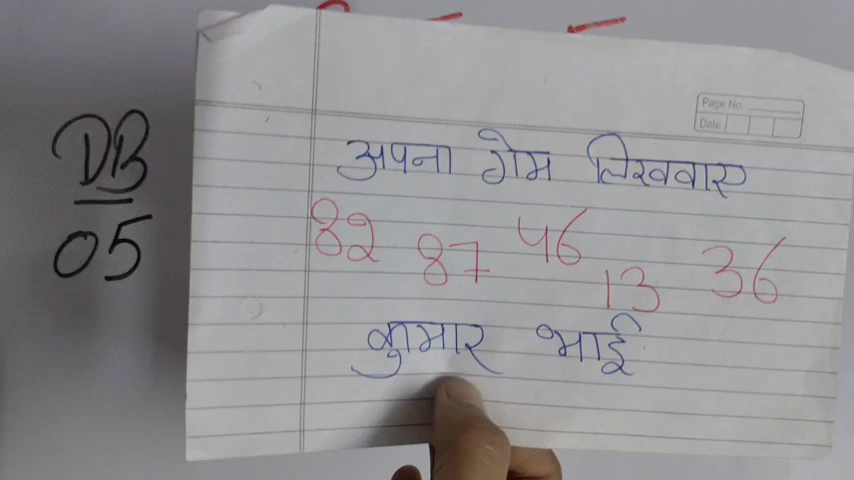 DB
05
Page No.
Date
अपना गेम लिखवाए
82 87 46 13 36
कुमार भाई